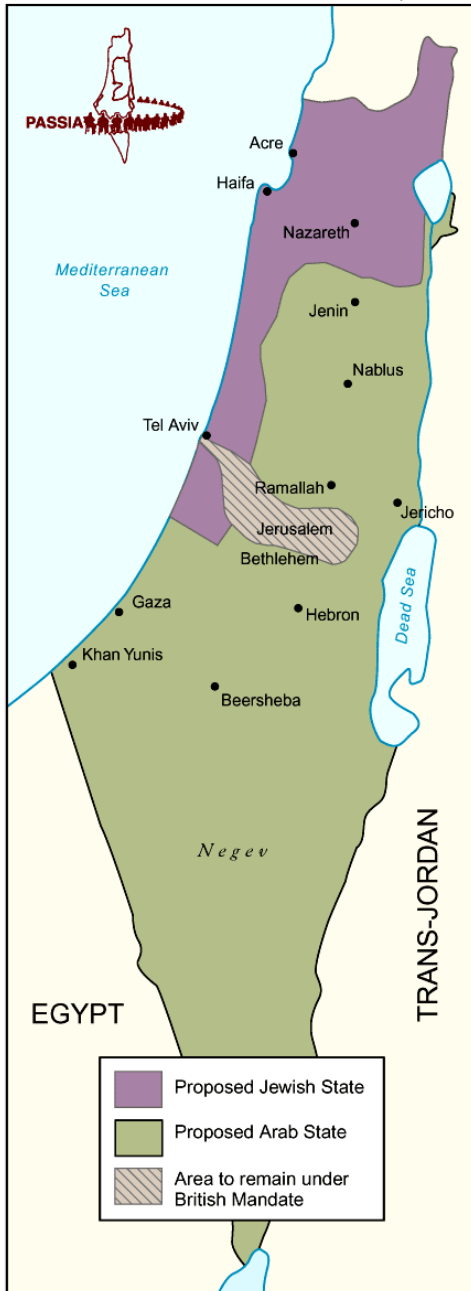 PASSIA
Acre
Haifa
Nazareth
Mediterranean
Sea
Jenin
Nablus
Tel Aviv
Ramallah
Jericho
Jerusalem
Bethlehem
Dead Sea
Gaza
Hebron
Khan Yunis
Beersheba
Negev
TRANS-JORDAN
EGYPT
Proposed Jewish State
Proposed Arab State
Area to remain under
British Mandate